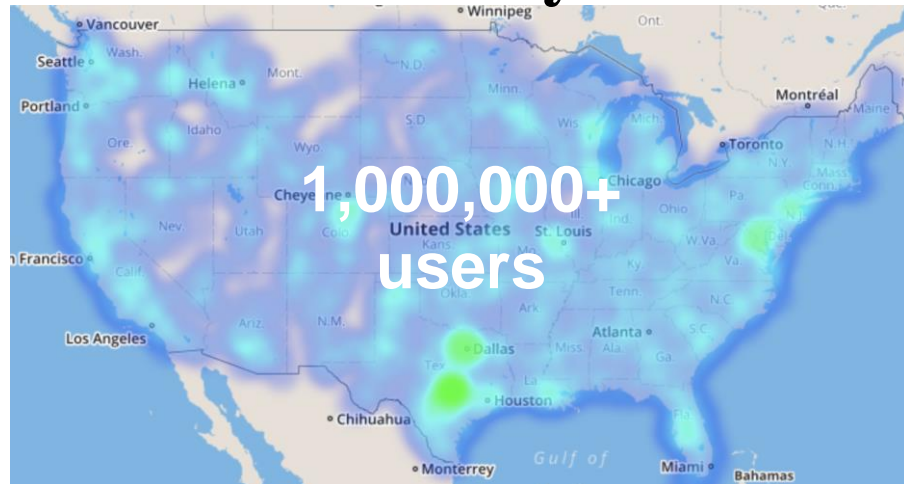 Winnipeg
Ont.
Vancouver
Wash.
Seattle
Helena
Mont.
N.D.
Minn.
Montréal
Portland
Maine
Ore.
Idaho
S.D.
Wis.
Mich.
Toronto
N.H.
Wyo.
N.Y.
Mass.
Conn.
Cheyenne
1,000,000+
Chicago
Pa.
N.J.
Nev.
Utah
Colo.
United States
Kans.
St. Louis
Ill.
Ind.
Ohio
W.Va.
Va.
Mo.
Ky.
n Francisco
Calif.
users
Okla.
Tenn.
N.C.
Los Angeles
Ariz.
N.M.
Ark.
Atlanta
S.C.
Dallas
Miss.
Ala.
Ga.
Tex.
La.
Houston
Fla.
Chihuahua
Gulf of
Monterrey
Miami
Bahamas